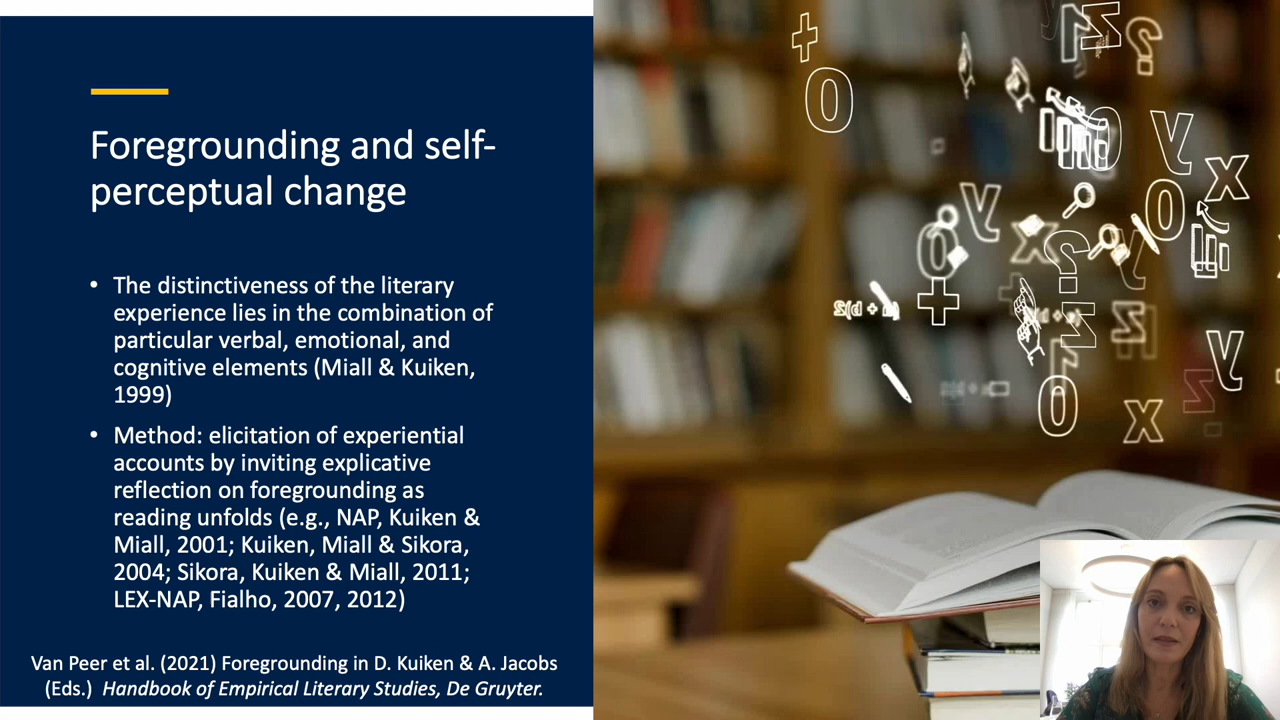 Foregrounding and self-
perceptual change
• The distinctiveness of the literary
experience lies in the combination of
particular verbal, emotional, and
cognitive elements (Miall & Kuiken,
1999)
• Method: elicitation of experiential
accounts by inviting explicative
reflection on foregrounding as
reading unfolds (e.g., NAP, Kuiken &
Miall, 2001; Kuiken, Miall & Sikora,
2004; Sikora, Kuiken & Miall, 2011;
LEX-NAP, Fialho, 2007, 2012)
Van Peer et al. (2021) Foregrounding in D. Kuiken & A. Jacobs
(Eds.) Handbook of Empirical Literary Studies, De Gruyter.